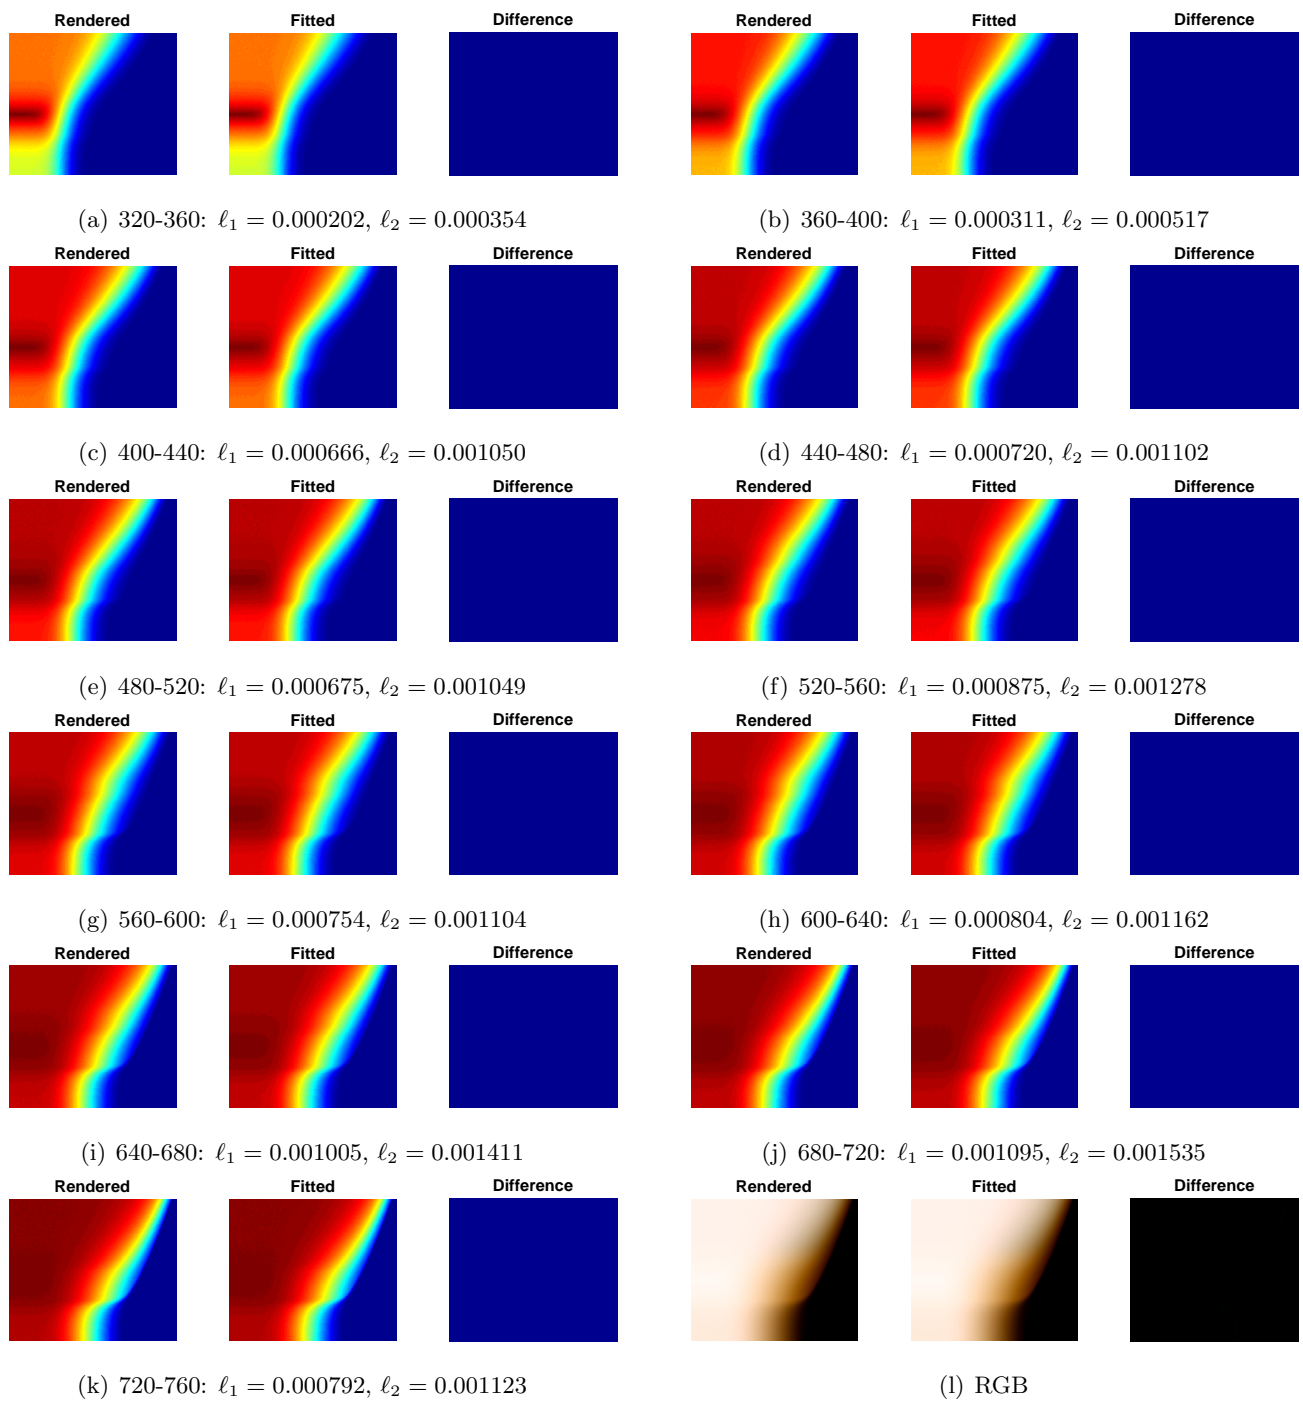 Rendered Fitted Difference Rendered Fitted Difference
(a) 320-360: ℓ₁ = 0.000202, ℓ₂ = 0.000354 (b) 360-400: ℓ₁ = 0.000311, ℓ₂ = 0.000517
Rendered Fitted Difference Rendered Fitted Difference
(c) 400-440: ℓ₁ = 0.000666, ℓ₂ = 0.001050 (d) 440-480: ℓ₁ = 0.000720, ℓ₂ = 0.001102
Rendered Fitted Difference Rendered Fitted Difference
(e) 480-520: ℓ₁ = 0.000675, ℓ₂ = 0.001049 (f) 520-560: ℓ₁ = 0.000875, ℓ₂ = 0.001278
Rendered Fitted Difference Rendered Fitted Difference
(g) 560-600: ℓ₁ = 0.000754, ℓ₂ = 0.001104 (h) 600-640: ℓ₁ = 0.000804, ℓ₂ = 0.001162
Rendered Fitted Difference Rendered Fitted Difference
(i) 640-680: ℓ₁ = 0.001005, ℓ₂ = 0.001411 (j) 680-720: ℓ₁ = 0.001095, ℓ₂ = 0.001535
Rendered Fitted Difference Rendered Fitted Difference
(k) 720-760: ℓ₁ = 0.000792, ℓ₂ = 0.001123 (l) RGB